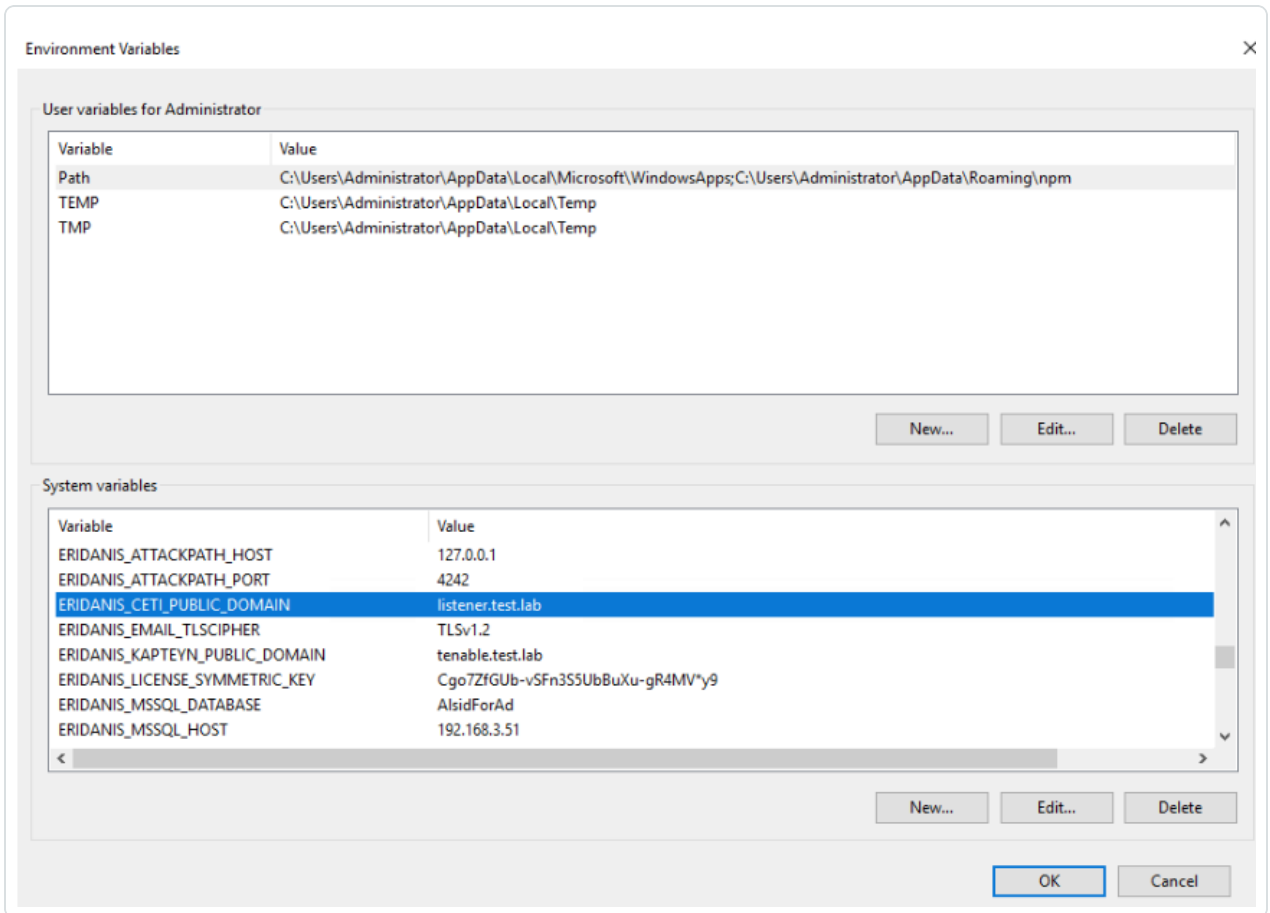 Environment Variables
User variables for Administrator
Variable Value
Path C:\Users\Administrator\AppData\Local\Microsoft\WindowsApps;C:\Users\Administrator\AppData\Roaming\npm
TEMP C:\Users\Administrator\AppData\Local\Temp
TMP C:\Users\Administrator\AppData\Local\Temp
New... Edit... Delete
System variables
Variable Value
ERIDANIS_ATTACKPATH_HOST 127.0.0.1
ERIDANIS_ATTACKPATH_PORT 4242
ERIDANIS_CETI_PUBLIC_DOMAIN listener.test.lab
ERIDANIS_EMAIL_TLSCIPHER TLSv1.2
ERIDANIS_KAPTEYN_PUBLIC_DOMAIN tenable.test.lab
ERIDANIS_LICENSE_SYMMETRIC_KEY Cgo7ZfGUb-vSFn3S5UbBuXu-gR4MV*y9
ERIDANIS_MSSQL_DATABASE AlsidForAd
ERIDANIS_MSSQL_HOST 192.168.3.51
New... Edit... Delete
OK Cancel